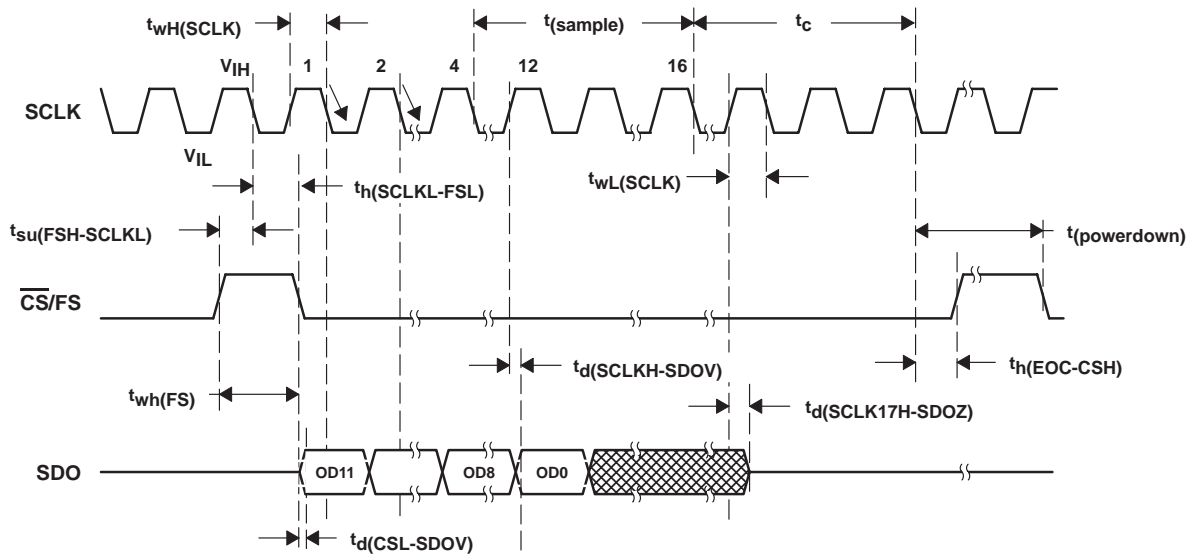 twH(SCLK)
t(sample)
tc
VIH
1
2
4
12
16
SCLK
VIL
th(SCLKL-FSL)
twL(SCLK)
tsu(FSH-SCLKL)
t(powerdown)
CS/FS
td(SCLKH-SDOV)
th(EOC-CSH)
twh(FS)
td(SCLK17H-SDOZ)
SDO
OD11
OD8
OD0
td(CSL-SDOV)